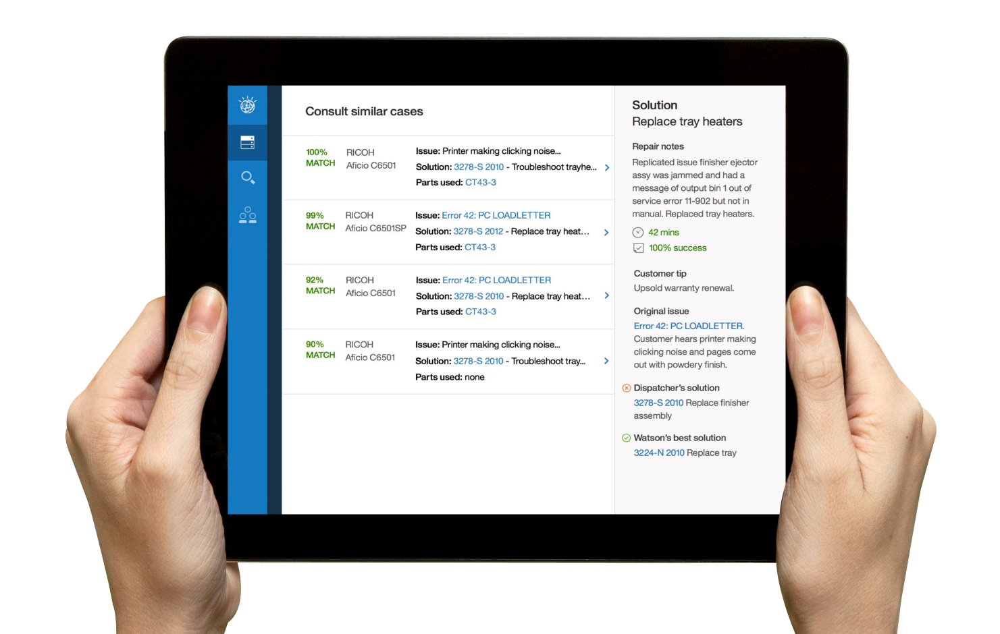 Consult similar cases
100%
MATCH
RICOH
Aficio C6501
Issue: Printer making clicking noise...
Solution: 3278-S 2010 - Troubleshoot trayhe...
Parts used: CT43-3
99%
MATCH
RICOH
Aficio C6501SP
Issue: Error 42: PC LOADLETTER
Solution: 3278-S 2012 - Replace tray heat...
Parts used: CT43-3
92%
MATCH
RICOH
Aficio C6501
Issue: Error 42: PC LOADLETTER
Solution: 3278-S 2010 - Replace tray heat...
Parts used: CT43-3
90%
MATCH
RICOH
Aficio C6501
Issue: Printer making clicking noise...
Solution: 3278-S 2010 - Troubleshoot tray...
Parts used: none
Solution
Replace tray heaters
Repair notes
Replicated issue finisher ejector
assy was jammed and had a
message of output bin 1 out of
service error 11-902 but not in
manual. Replaced tray heaters.
42 mins
100% success
Customer tip
Upsold warranty renewal.
Original issue
Error 42: PC LOADLETTER.
Customer hears printer making
clicking noise and pages come
out with powdery finish.
Dispatcher's solution
3278-S 2010 Replace finisher
assembly
Watson's best solution
3224-N 2010 Replace tray